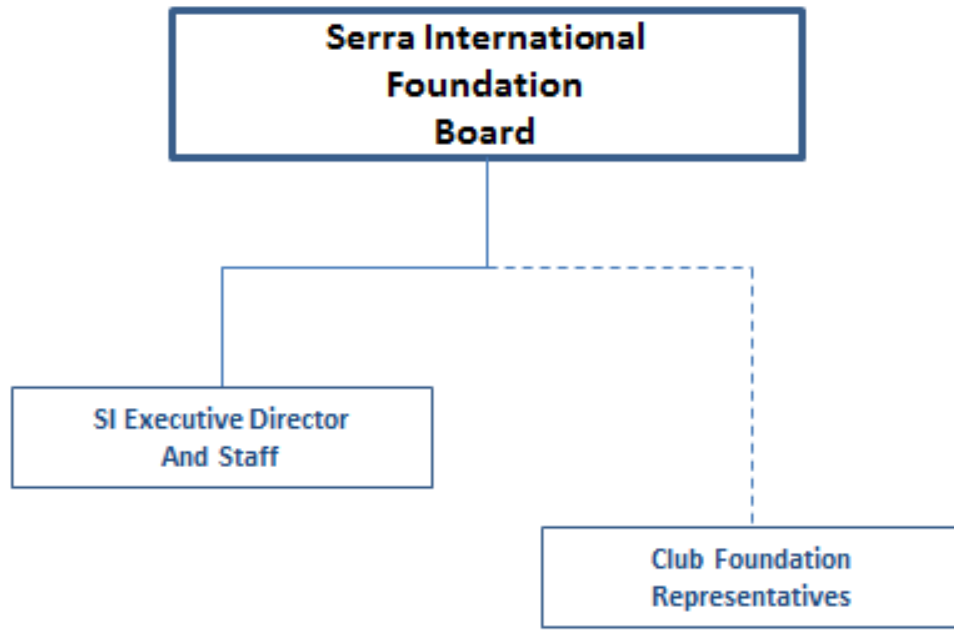 Serra International
Foundation
Board
SI Executive Director
And Staff
Club Foundation
Representatives